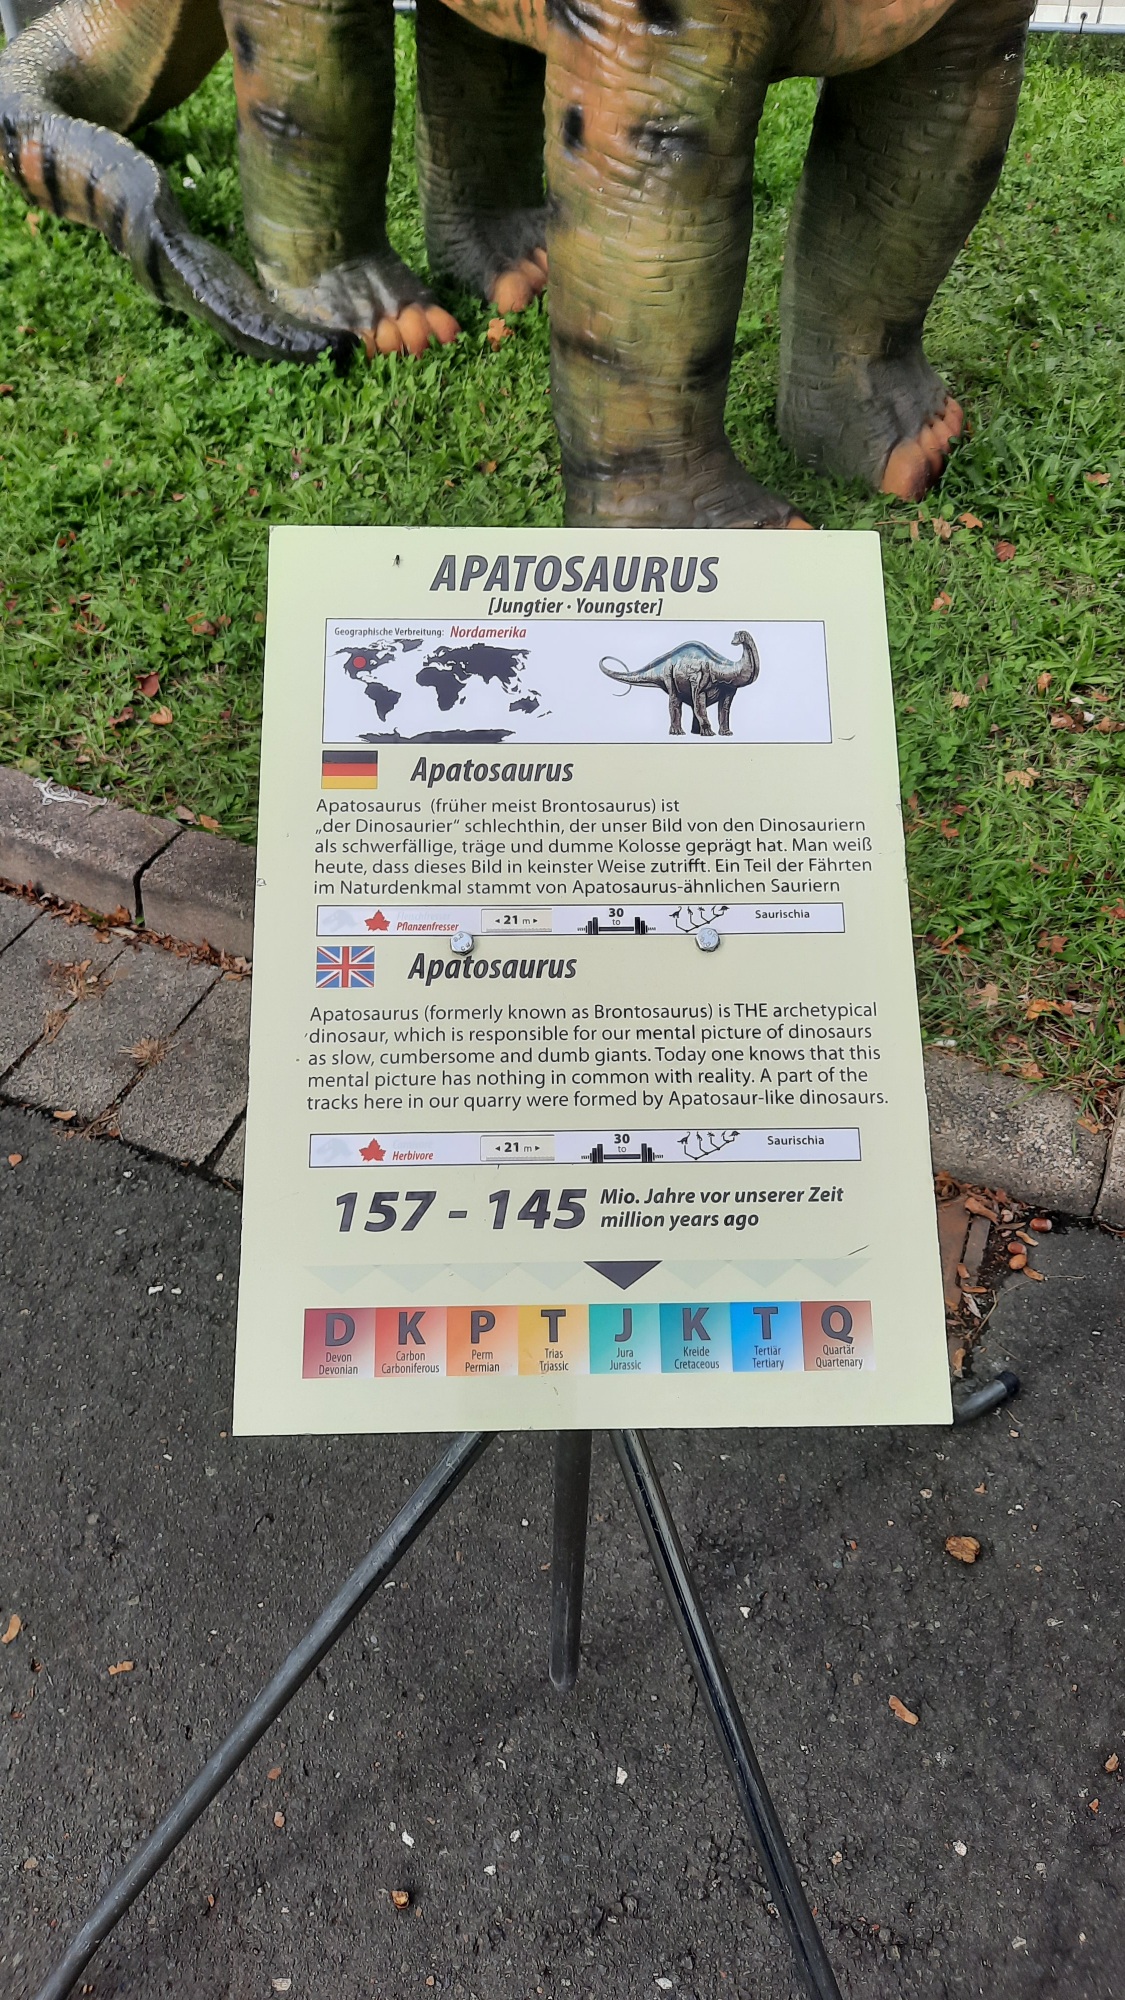 APATOSAURUS
[Jungtier · Youngster]
Geographische Verbreitung: Nordamerika
Apatosaurus
Apatosaurus (früher meist Brontosaurus) ist
„der Dinosaurier“ schlechthin, der unser Bild von den Dinosauriern
als schwerfällige, träge und dumme Kolosse geprägt hat. Man weiß
heute, dass dieses Bild in keinster Weise zutrifft. Ein Teil der Fährten
im Naturdenkmal stammt von Apatosaurus-ähnlichen Sauriern
Pflanzenfresser
21 m
30
to
Saurischia
Apatosaurus
Apatosaurus (formerly known as Brontosaurus) is THE archetypical
dinosaur, which is responsible for our mental picture of dinosaurs
as slow, cumbersome and dumb giants. Today one knows that this
mental picture has nothing in common with reality. A part of the
tracks here in our quarry were formed by Apatosaur-like dinosaurs.
Herbivore
21 m
30
to
Saurischia
157 - 145 Mio. Jahre vor unserer Zeit
million years ago
D K P T J K T Q
Devon Carbon Perm Trias Jura Kreide Tertiär Quartär
Devonian Carboniferous Permian Triassic Jurassic Cretaceous Tertiary Quartenary